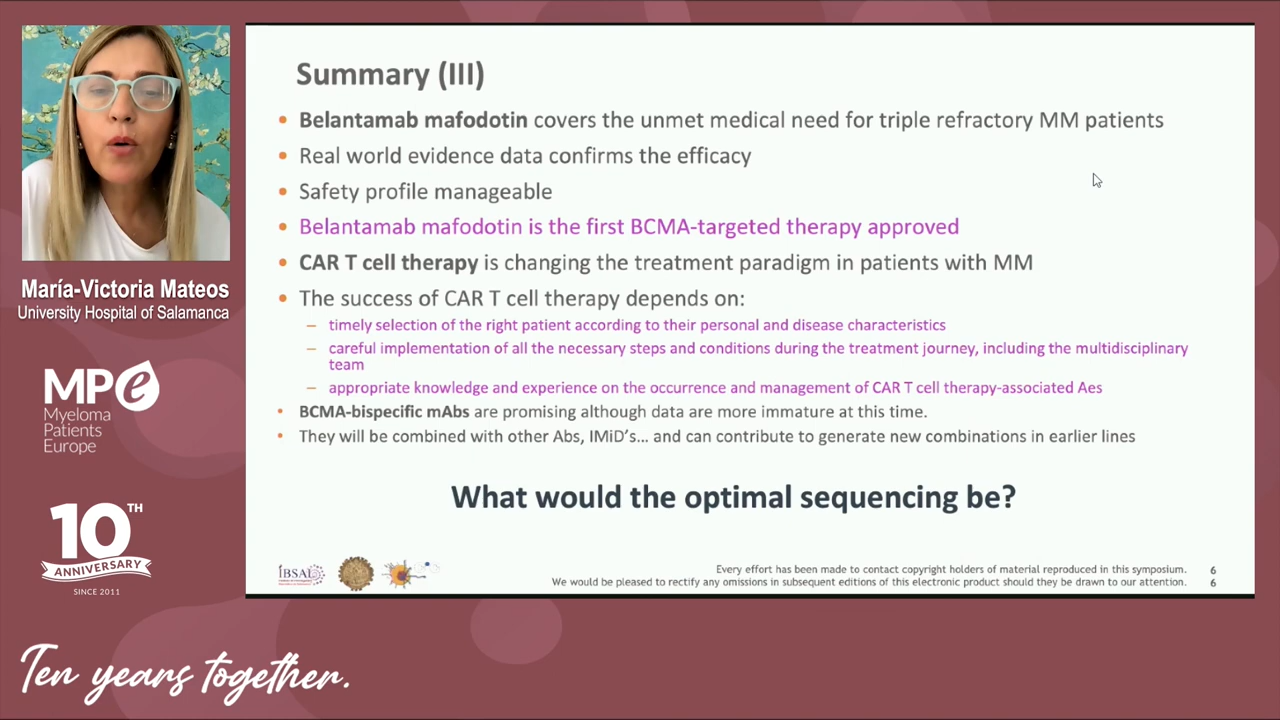 Summary (III)
• Belantamab mafodotin covers the unmet medical need for triple refractory MM patients
• Real world evidence data confirms the efficacy
• Safety profile manageable
• Belantamab mafodotin is the first BCMA-targeted therapy approved
• CAR T cell therapy is changing the treatment paradigm in patients with MM
• The success of CAR T cell therapy depends on:
– timely selection of the right patient according to their personal and disease characteristics
– careful implementation of all the necessary steps and conditions during the treatment journey, including the multidisciplinary
team
– appropriate knowledge and experience on the occurrence and management of CAR T cell therapy-associated Aes
• BCMA-bispecific mAbs are promising although data are more immature at this time.
• They will be combined with other Abs, IMiD's... and can contribute to generate new combinations in earlier lines
What would the optimal sequencing be?
IBSAL
Every effort has been made to contact copyright holders of material reproduced in this symposium.
We would be pleased to rectify any omissions in subsequent editions of this electronic product should they be drawn to our attention.
6
6
María-Victoria Mateos
University Hospital of Salamanca
MPe
Myeloma
Patients
Europe
10TH
ANNIVERSARY
SINCE 2011
Ten years together.